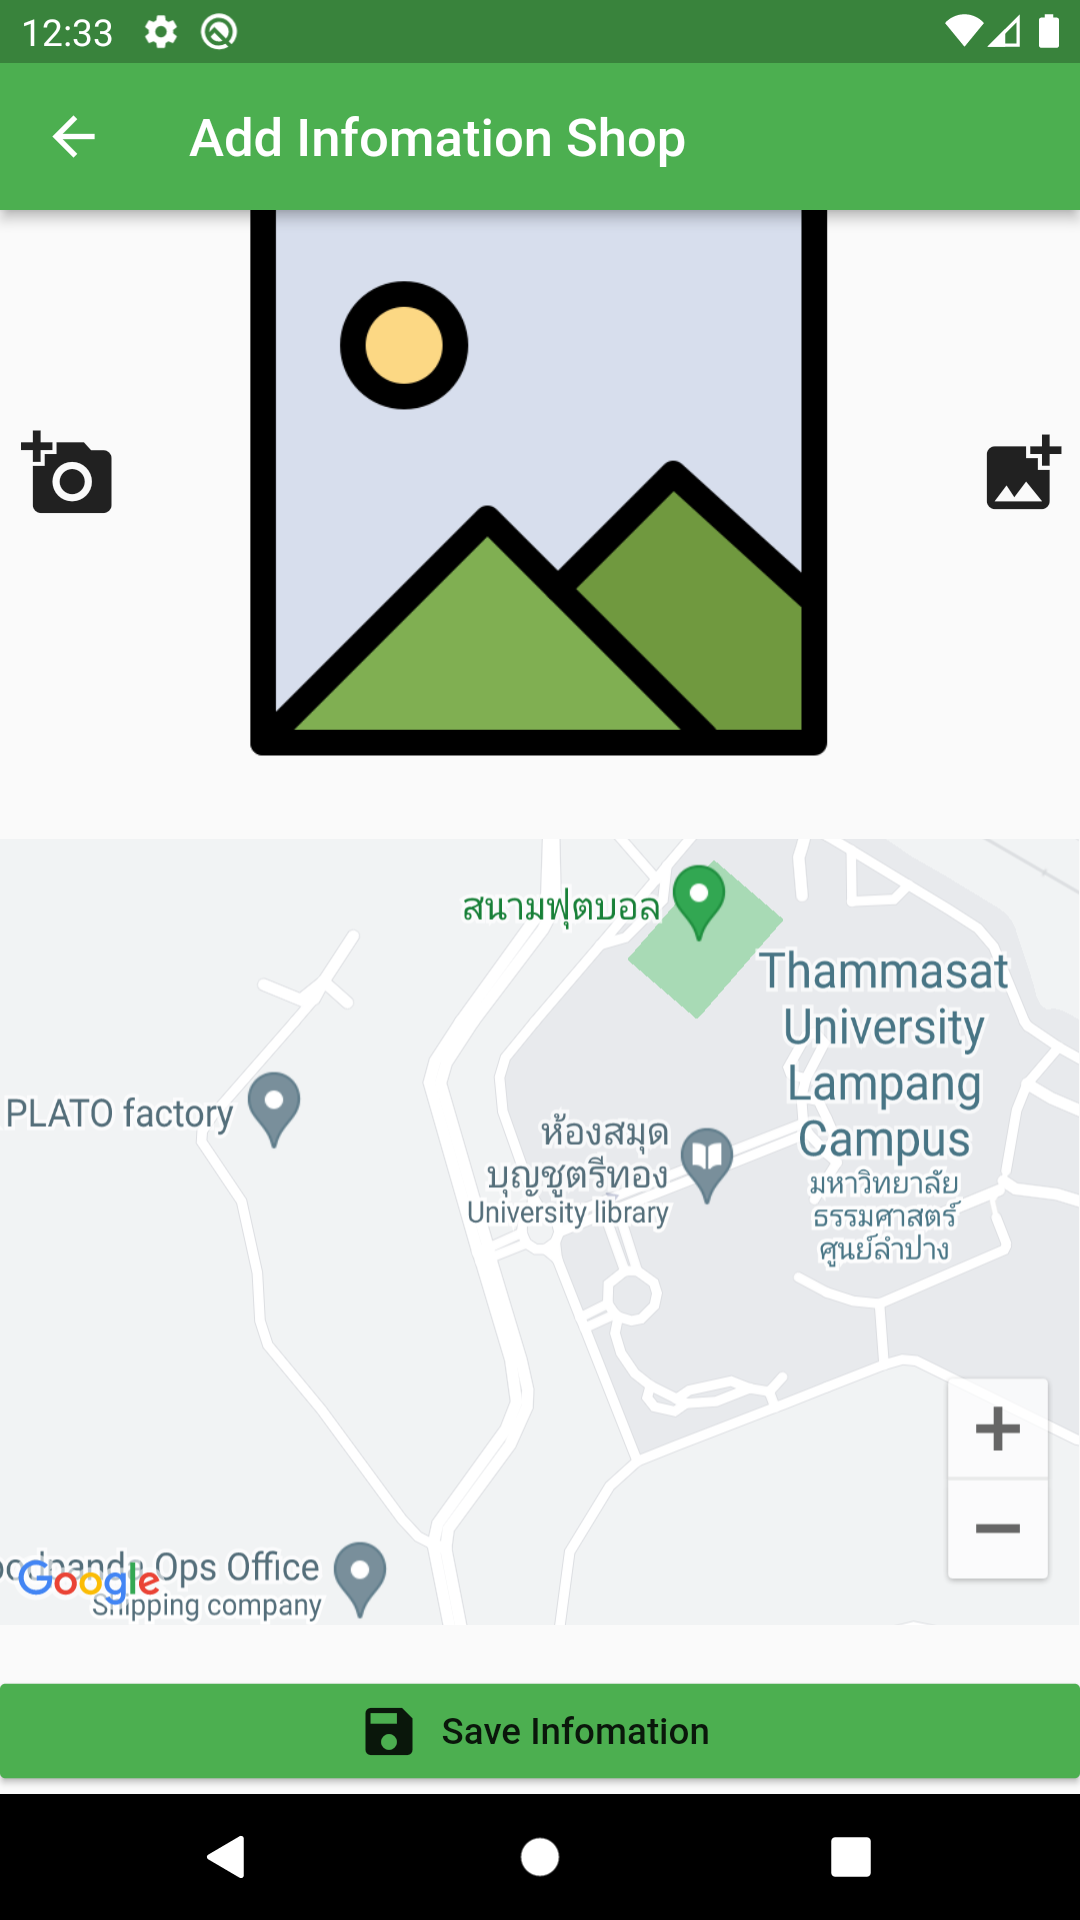 12:33
Add Infomation Shop
สนามฟุตบอล
Thammasat
University
Lampang
Campus
มหาวิทยาลัย
ธรรมศาสตร์
ศูนย์ลำปาง
PLATO factory
ห้องสมุด
บุญชูตรีทอง
University library
Ops Office
Shipping company
Google
Save Infomation